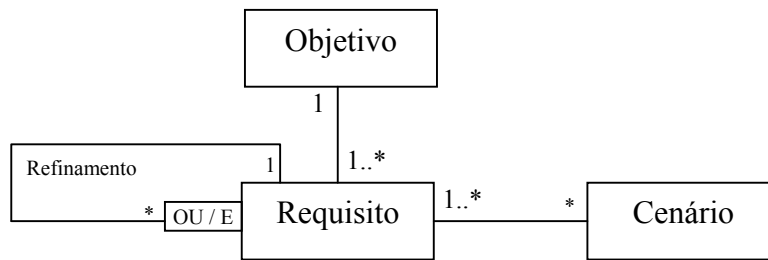 Objetivo
1
1..*
Refinamento
1
* OU / E
Requisito
1..*
*
Cenário